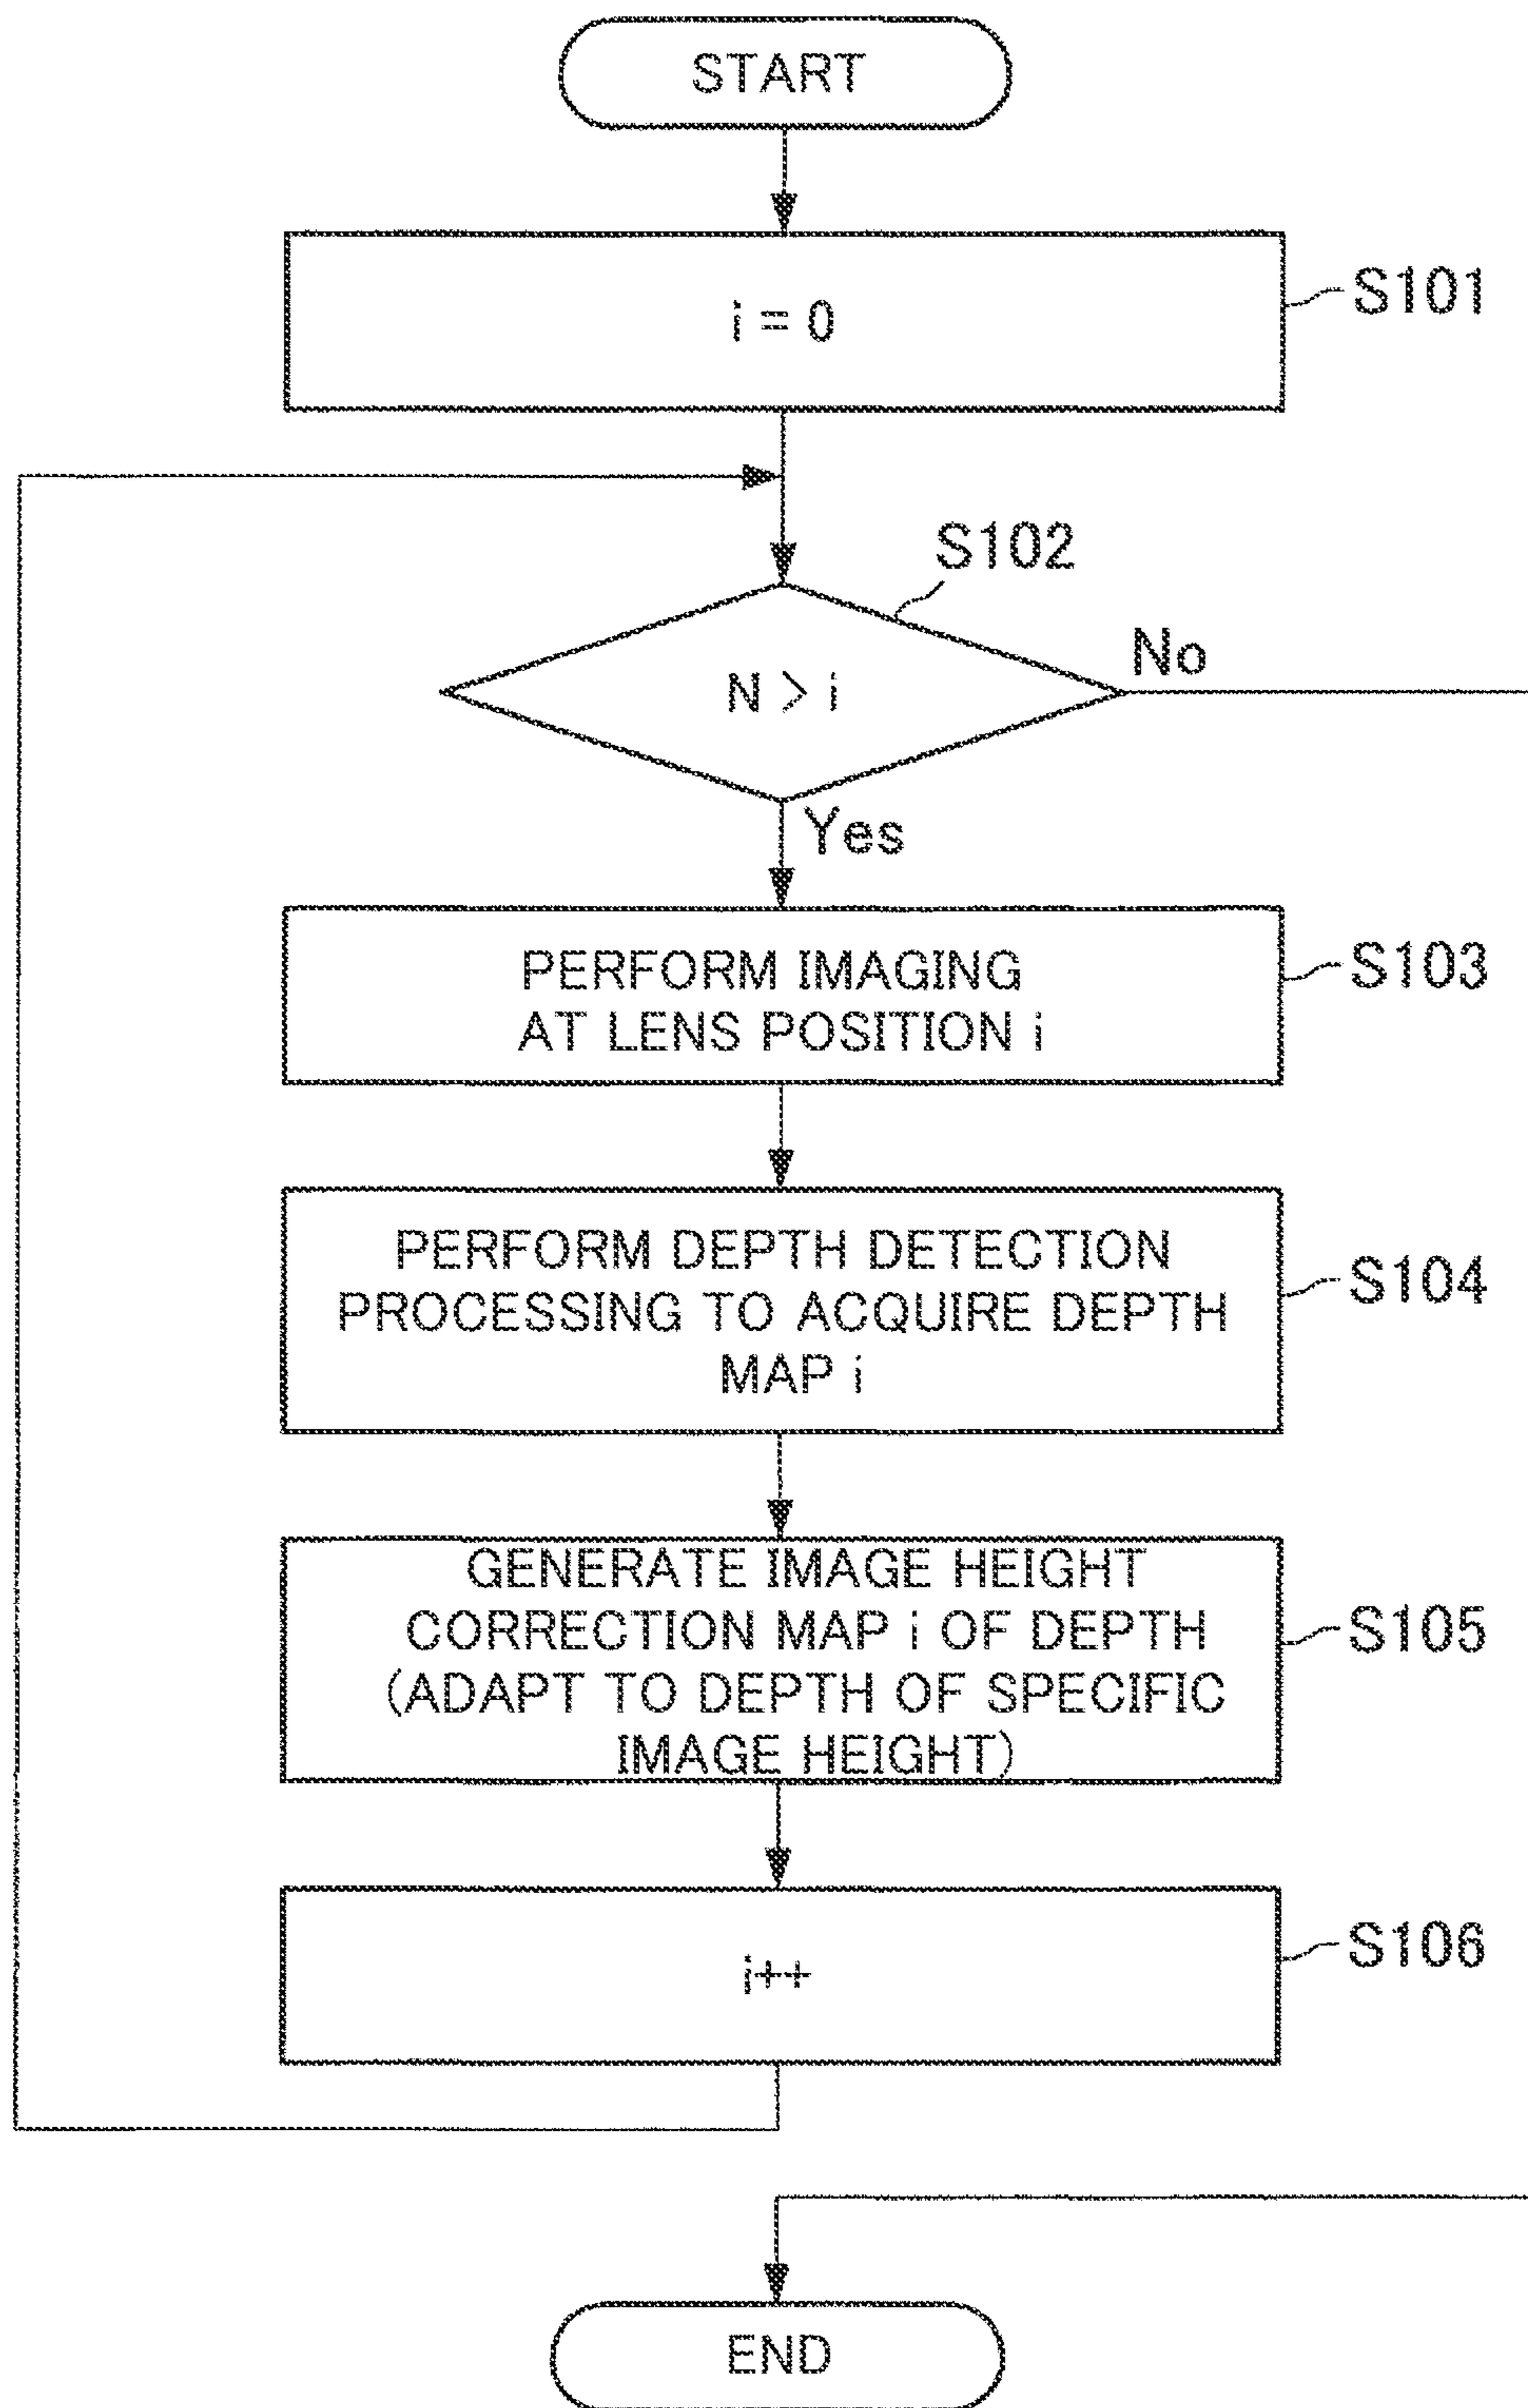 START
i = 0
S101
S102
N > i
No
Yes
PERFORM IMAGING
AT LENS POSITION i
S103
PERFORM DEPTH DETECTION
PROCESSING TO ACQUIRE DEPTH
MAP i
S104
GENERATE IMAGE HEIGHT
CORRECTION MAP i OF DEPTH
(ADAPT TO DEPTH OF SPECIFIC
IMAGE HEIGHT)
S105
i++
S106
END